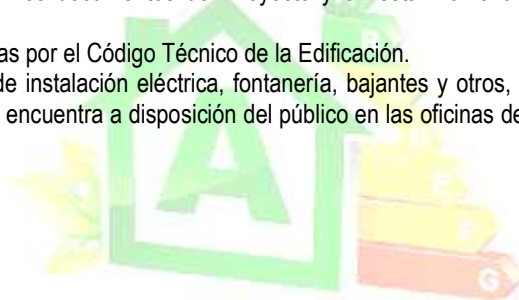 as por el Código Técnico de la Edificación.
de instalación eléctrica, fontanería, bajantes y otros,
encuentra a disposición del público en las oficinas de
A
G